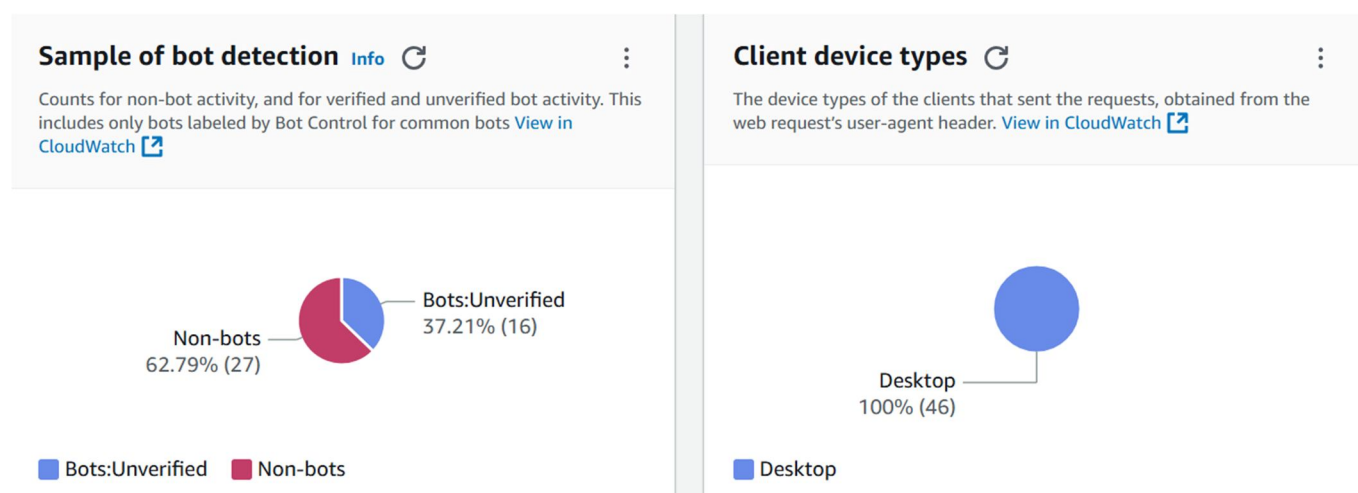 Sample of bot detection Info
Counts for non-bot activity, and for verified and unverified bot activity. This
includes only bots labeled by Bot Control for common bots View in
CloudWatch
Bots:Unverified
37.21% (16)
Non-bots
62.79% (27)
Bots:Unverified Non-bots
Client device types
The device types of the clients that sent the requests, obtained from the
web request’s user-agent header. View in CloudWatch
Desktop
100% (46)
Desktop